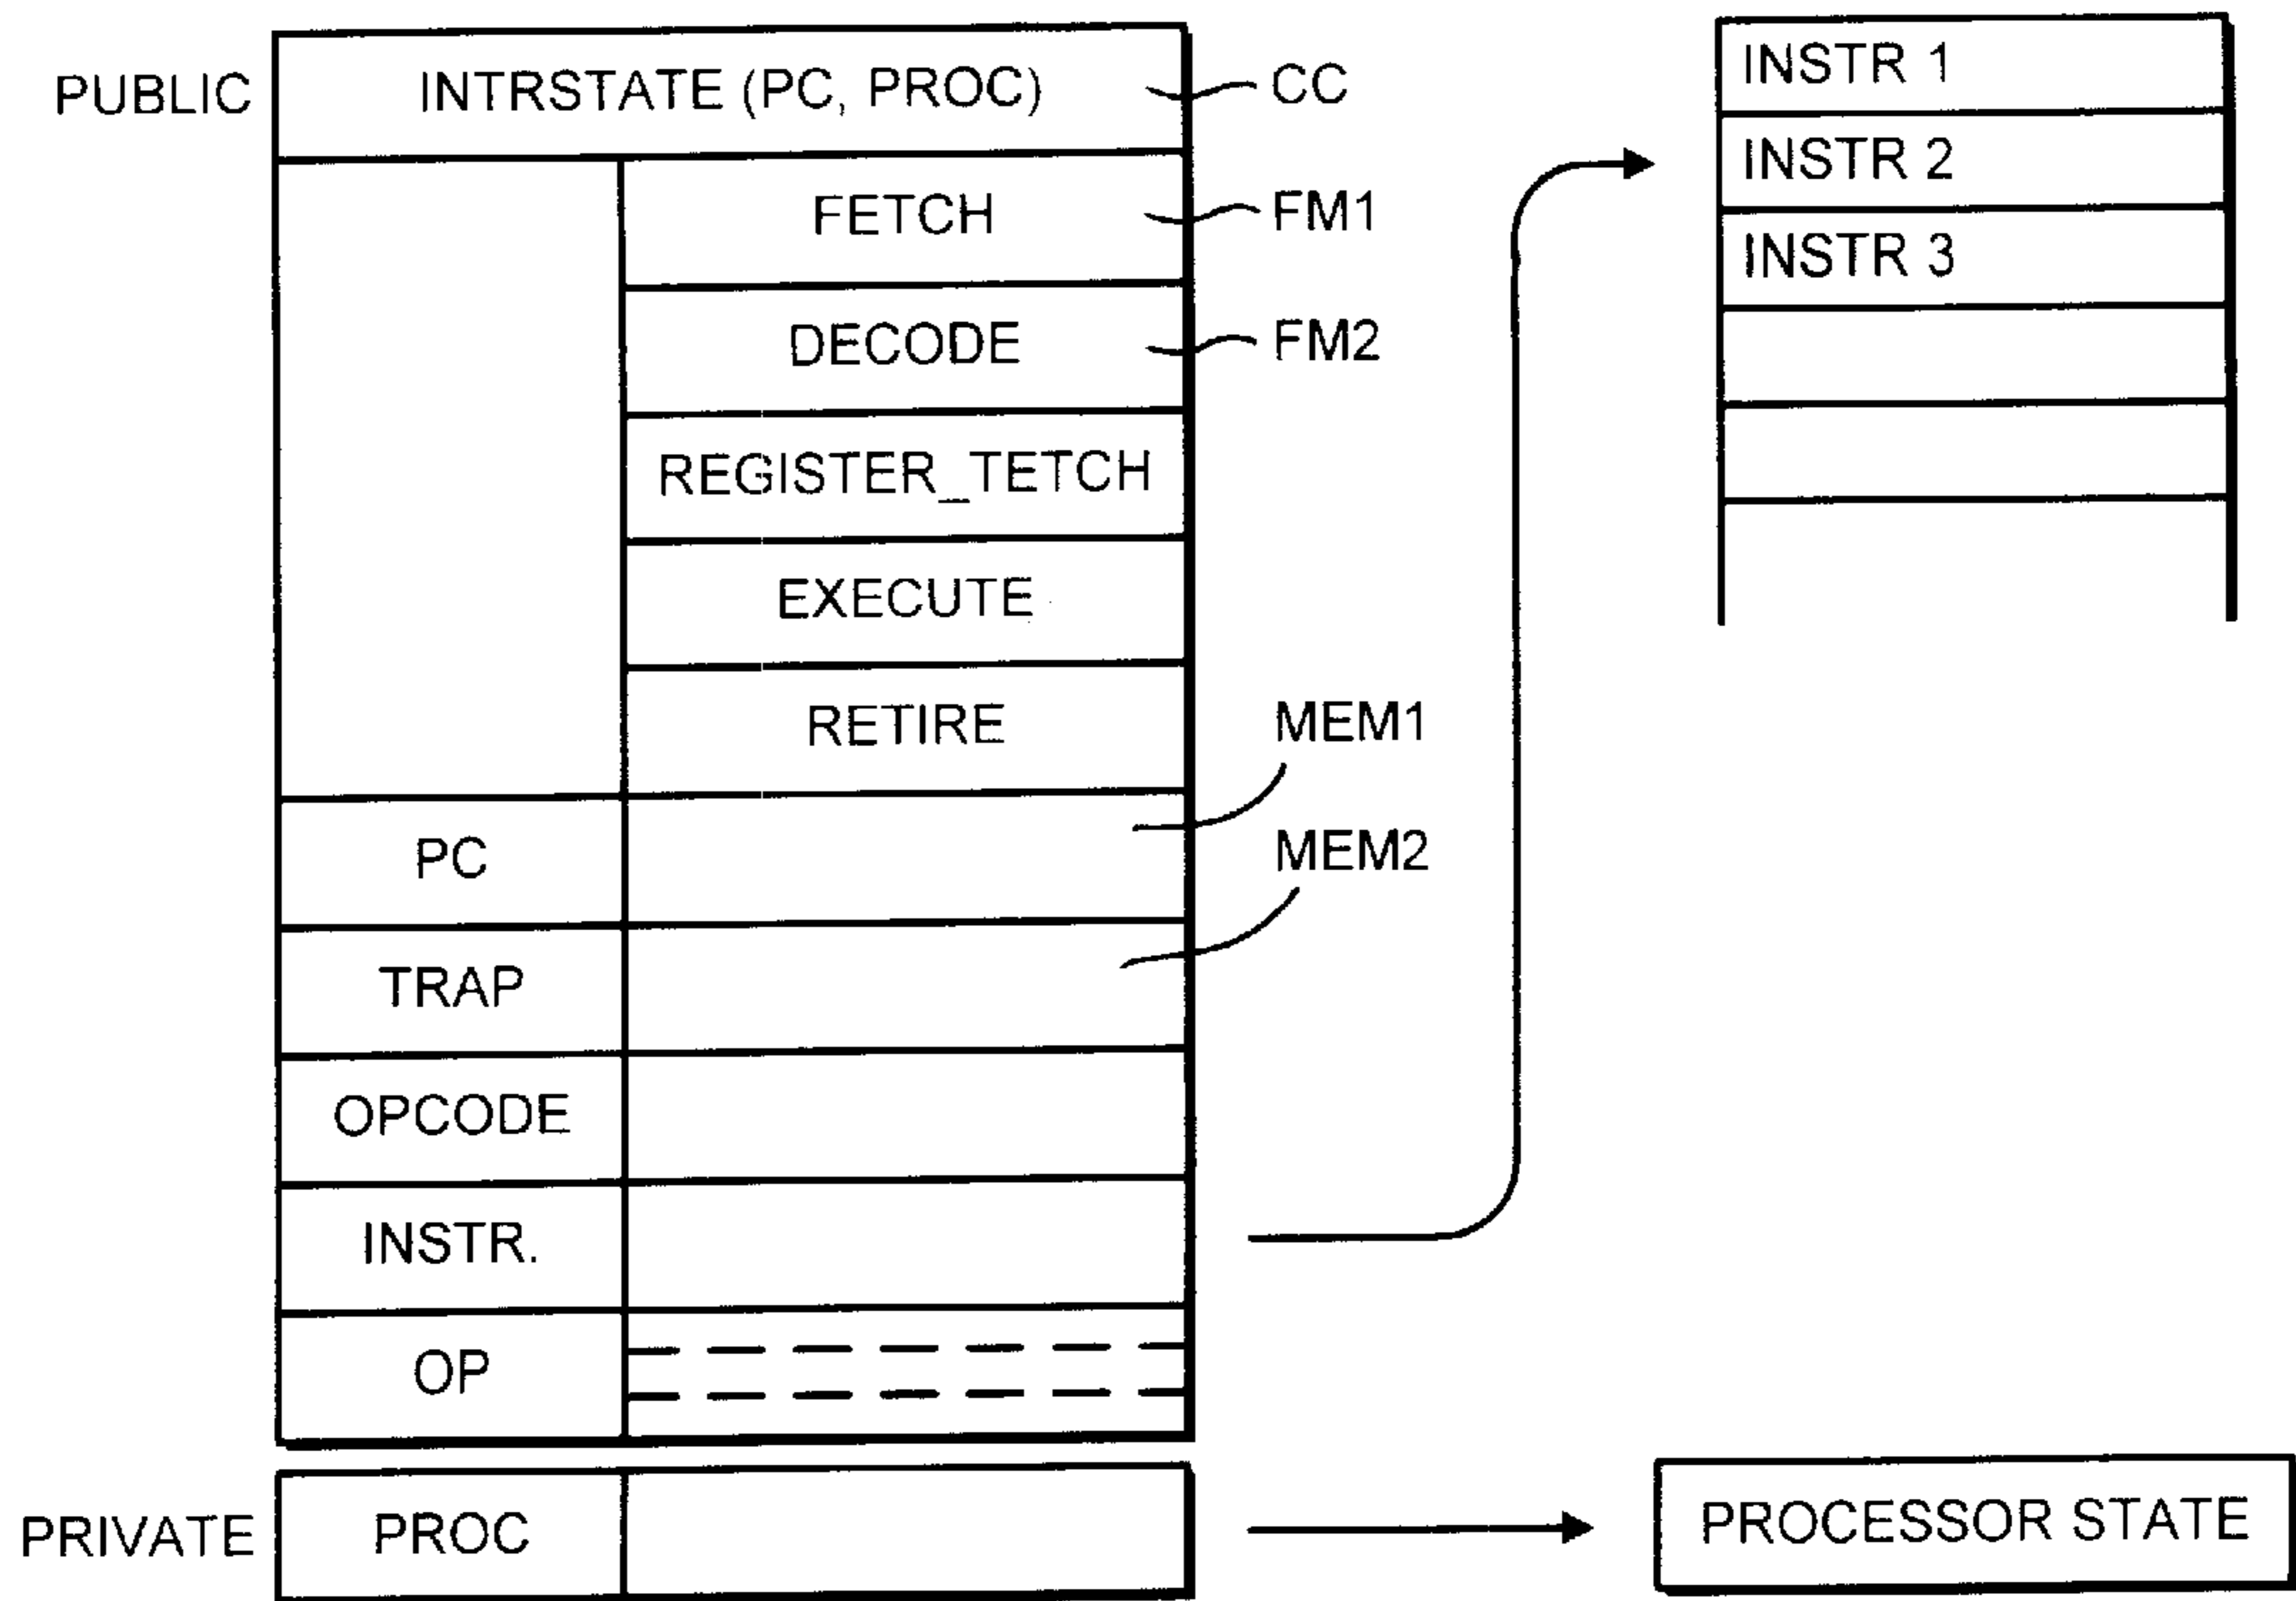 PUBLIC
INTRSTATE (PC, PROC)
CC
FETCH
FM1
DECODE
FM2
REGISTER_TETCH
EXECUTE
RETIRE
MEM1
PC
MEM2
TRAP
OPCODE
INSTR.
OP
PRIVATE
PROC
INSTR 1
INSTR 2
INSTR 3
PROCESSOR STATE